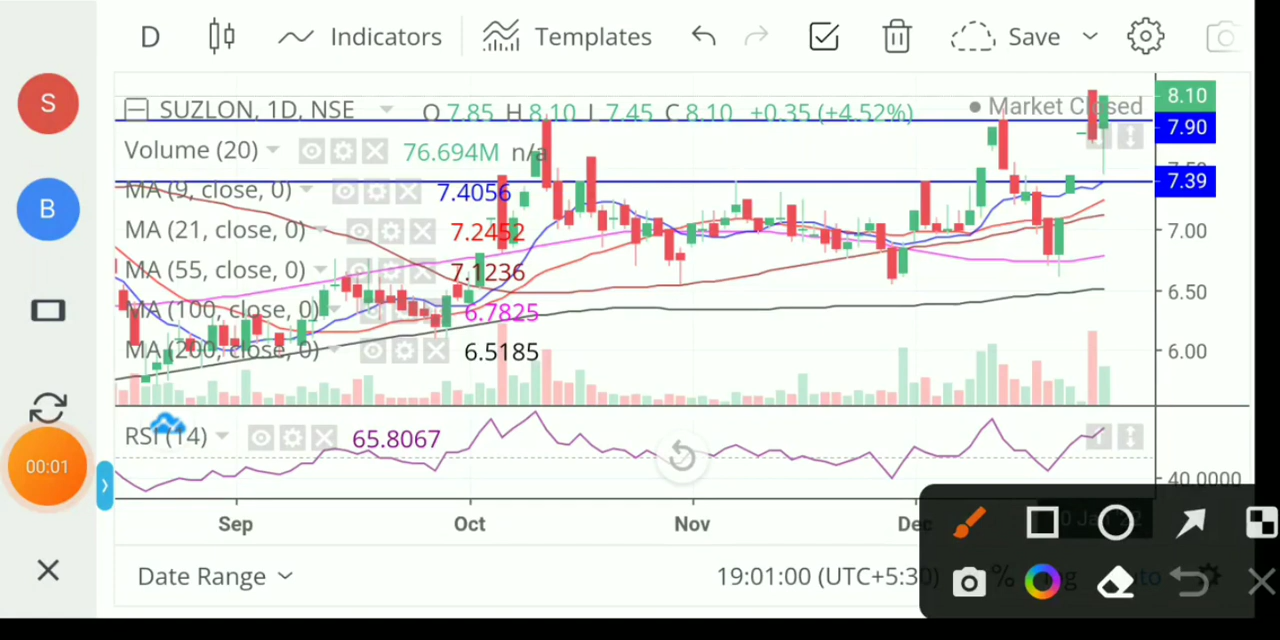 D Indicators Templates Save
S
SUZLON, 1D, NSE O 7.85 H 8.10 L 7.45 C 8.10 +0.35 (+4.52%) Market Closed
8.10
7.90
Volume (20) 76.694M n/a
7.50
B
MA (9, close, 0) 7.4056
7.39
MA (21, close, 0) 7.2452
7.00
MA (55, close, 0) 7.1236
6.50
MA (100, close, 0) 6.7825
MA (200, close, 0) 6.5185
6.00
RSI (14) 65.8067
00:01
40.0000
Sep Oct Nov Dec
Date Range 19:01:00 (UTC+5:30) %